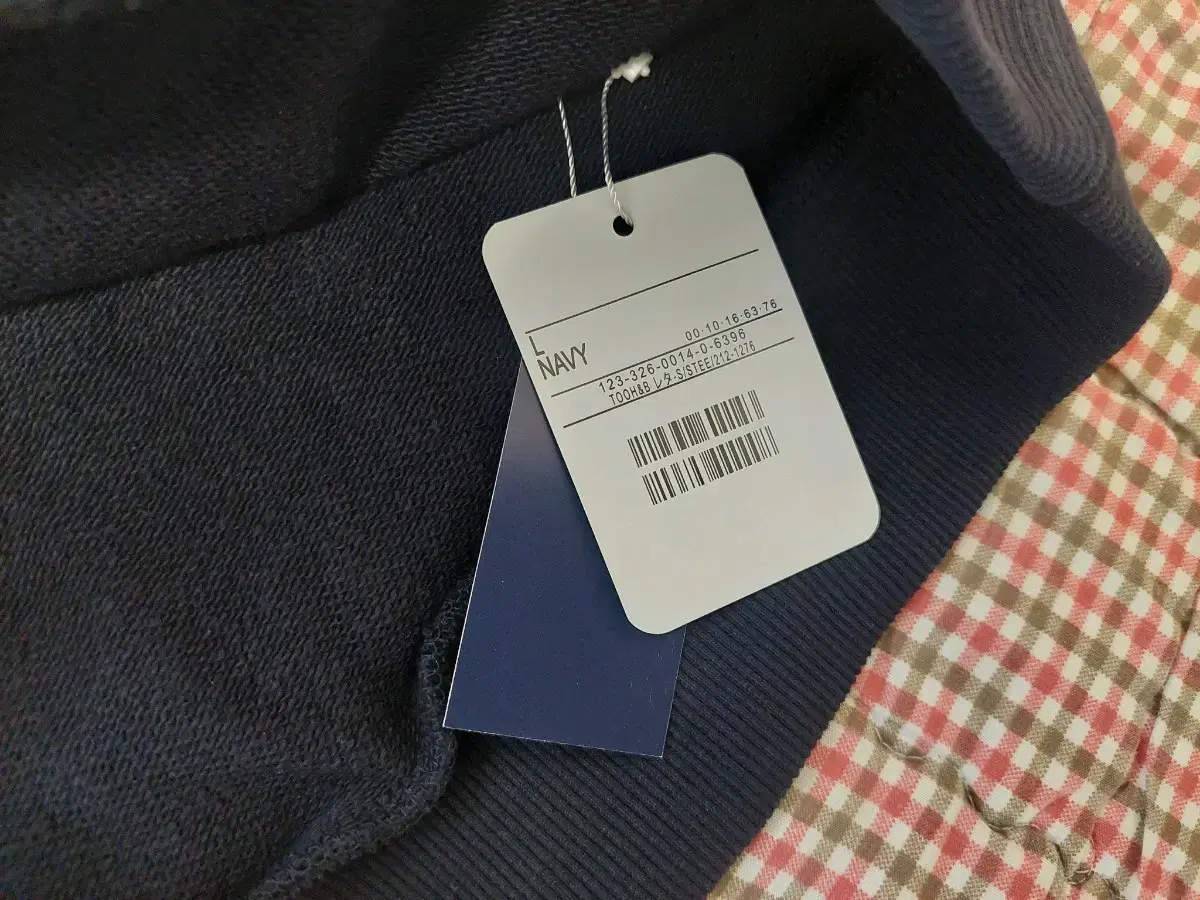 L
NAVY
00·10·16·63·76
123-326-0014-0-6396
TOOH&B レタ-S/STEE/212-1276